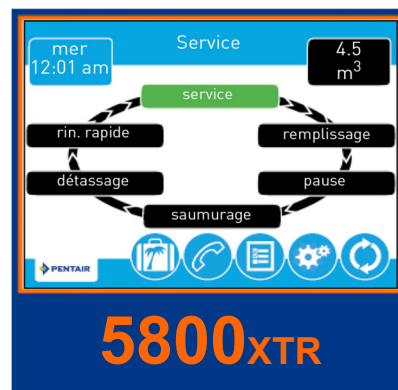 mer
12:01 am
Service
4.5
m³
service
rin. rapide
remplissage
détassage
pause
saumurage
PENTAIR
5800XTR